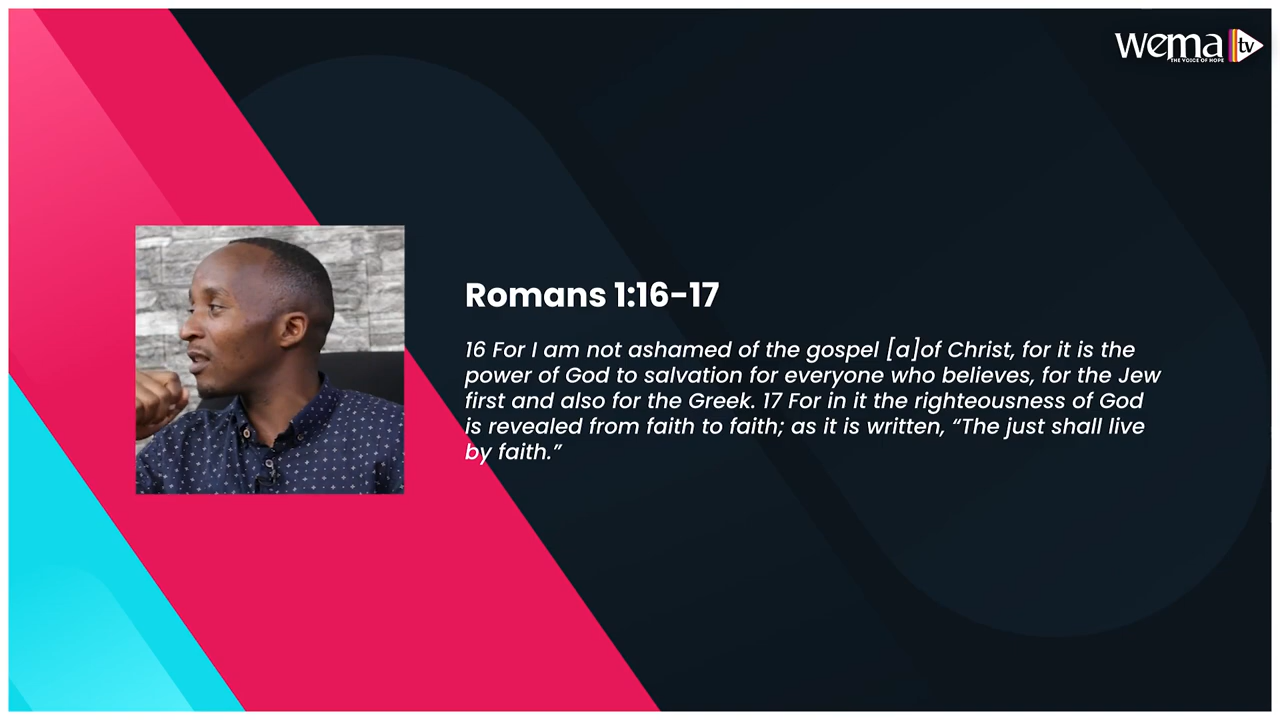 wema tv
THE VOICE OF HOPE
Romans 1:16-17
16 For I am not ashamed of the gospel [a]of Christ, for it is the
power of God to salvation for everyone who believes, for the Jew
first and also for the Greek. 17 For in it the righteousness of God
is revealed from faith to faith; as it is written, “The just shall live
by faith.”